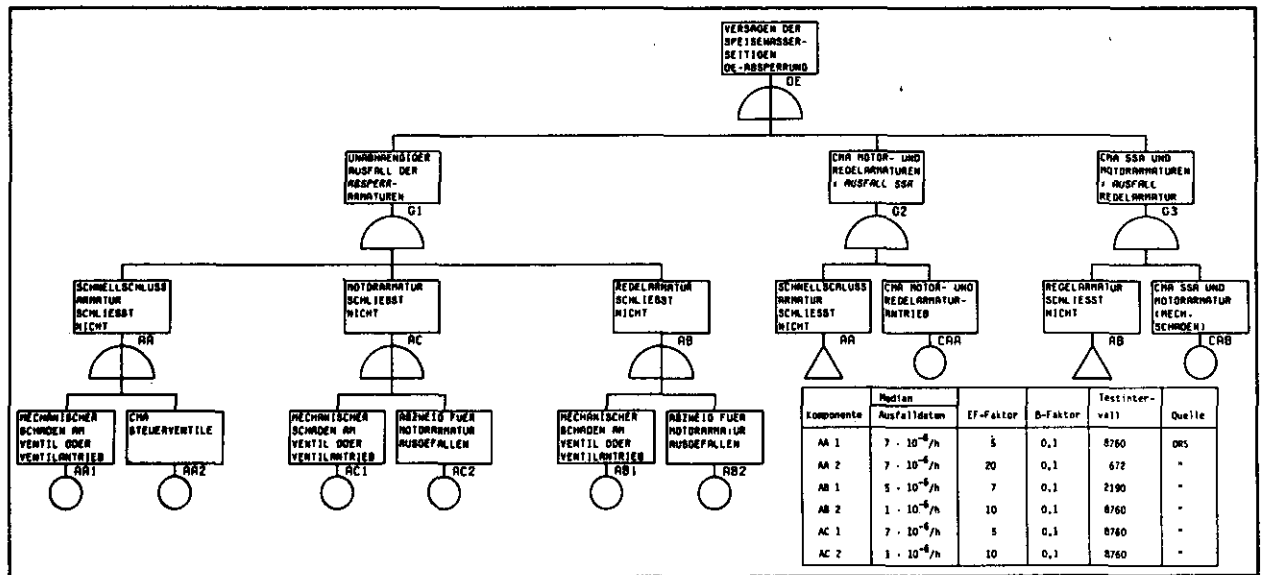 VERSAGEN DER
SPEISEWASSER-
SEITIGEN
DE-ABSPERRUNG
DE
UNABHAENGIGER
AUSFALL DER
ABSPERR-
ARMATUREN
G1
CMA MOTOR- UND
REGELARMATUREN
* AUSFALL SSA
G2
CMA SSA UND
MOTORARMATUREN
* AUSFALL
REGELARMATUR
G3
SCHNELLSCHLUSS
ARMATUR
SCHLIESST
NICHT
AA
MOTORARMATUR
SCHLIESST
NICHT
AC
REGELARMATUR
SCHLIESST
NICHT
AB
SCHNELLSCHLUSS
ARMATUR
SCHLIESST
NICHT
AA
CMA MOTOR- UND
REGELARMATUR-
ANTRIEB
CAA
REGELARMATUR
SCHLIESST
NICHT
AB
CMA SSA UND
MOTORARMATUR
(MECH.
SCHADEN)
CAB
MECHANISCHER
SCHADEN AM
VENTIL ODER
VENTILANTRIEB
AA1
CMA
STEUERVENTILE
AA2
MECHANISCHER
SCHADEN AM
VENTIL ODER
VENTILANTRIEB
AC1
ABZWEIG FUER
MOTORARMATUR
AUSGEFALLEN
AC2
MECHANISCHER
SCHADEN AM
VENTIL ODER
VENTILANTRIEB
AB1
ABZWEIG FUER
MOTORARMATUR
AUSGEFALLEN
AB2
Komponente Median Ausfalldatum EF-Faktor β-Faktor Testinter-vall Quelle
AA 1 7 · 10⁻⁶/h 5 0,1 8760 DRS
AA 2 7 · 10⁻⁶/h 20 0,1 672 "
AB 1 5 · 10⁻⁶/h 7 0,1 2190 "
AB 2 1 · 10⁻⁶/h 10 0,1 8760 "
AC 1 7 · 10⁻⁶/h 5 0,1 8760 "
AC 2 1 · 10⁻⁶/h 10 0,1 8760 "